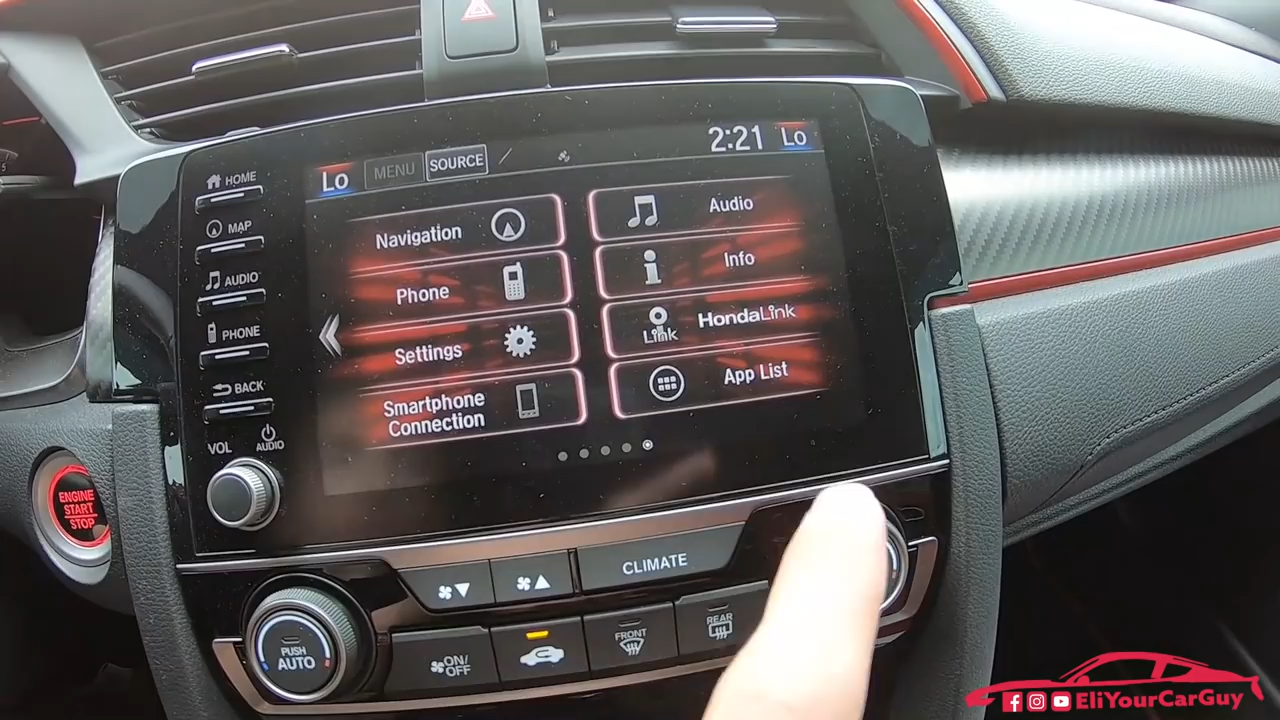 Lo
MENU
SOURCE
2:21
Lo
HOME
MAP
AUDIO
PHONE
BACK
VOL
AUDIO
Navigation
Phone
Settings
Smartphone
Connection
Audio
Info
Link
HondaLink
App List
ENGINE
START
STOP
CLIMATE
PUSH
AUTO
ON/
OFF
FRONT
REAR
EliYourCarGuy